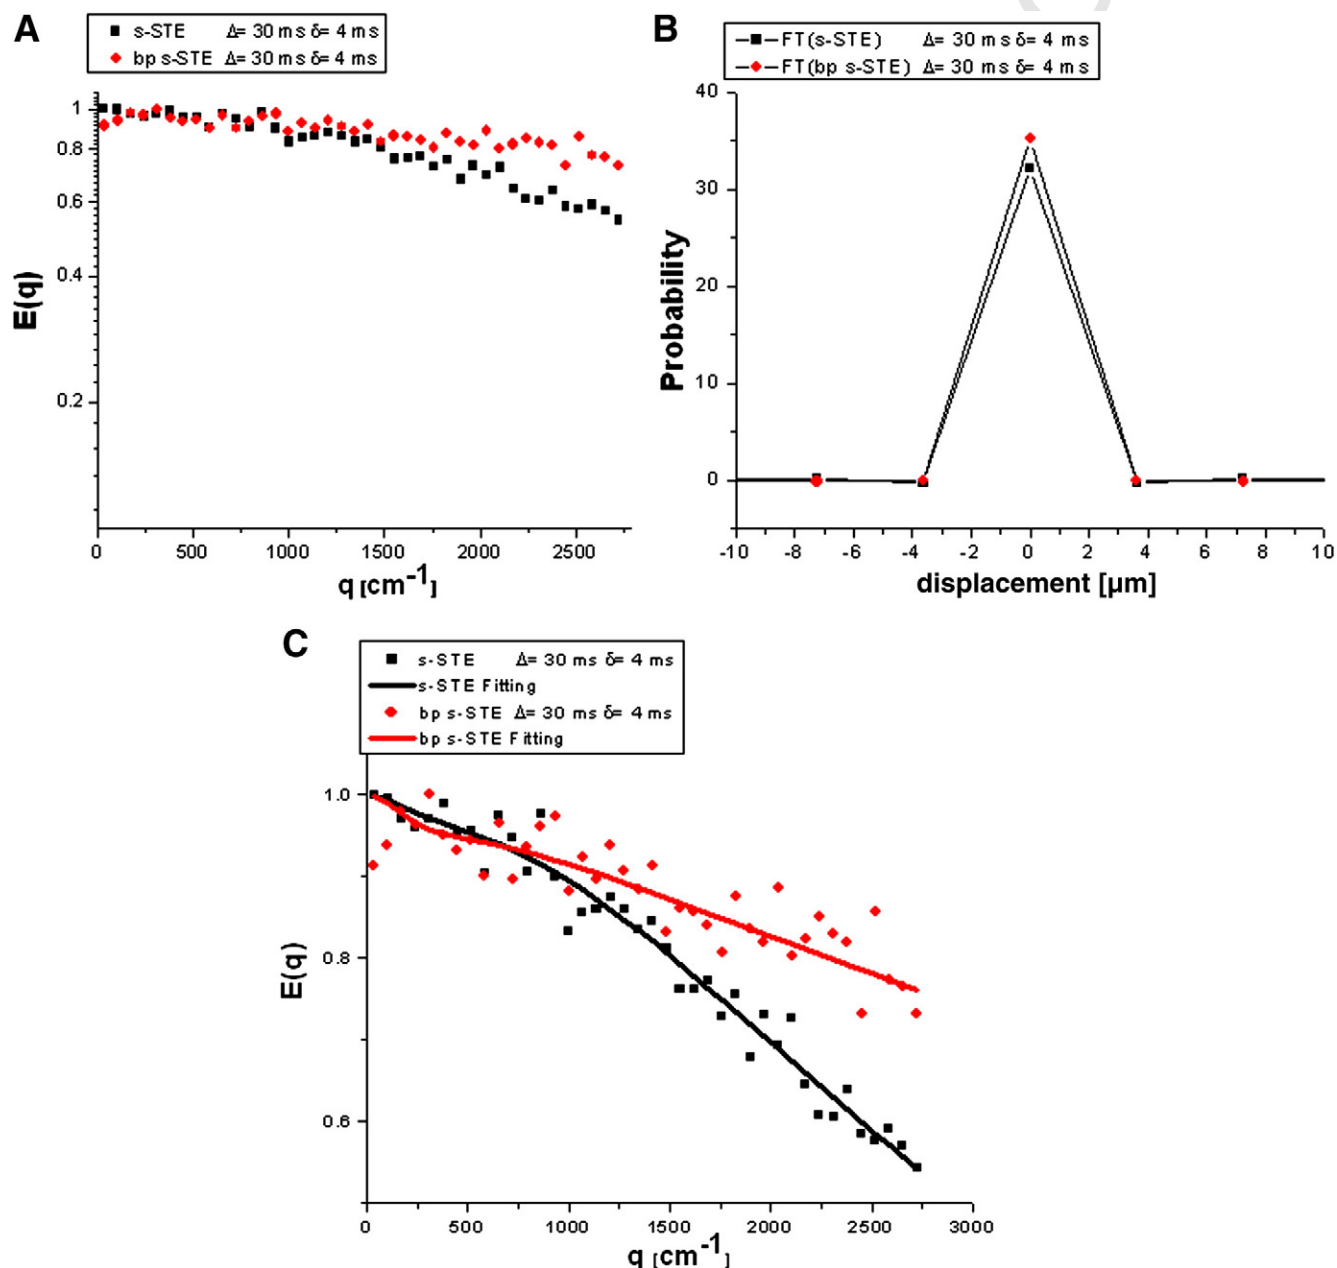 A
s-STE Δ= 30 ms δ= 4 ms
bp s-STE Δ= 30 ms δ= 4 ms
E(q)
1
0.8
0.6
0.4
0.2
0 500 1000 1500 2000 2500
q [cm-1]
B
FT(s-STE) Δ= 30 ms δ= 4 ms
FT(bp s-STE) Δ= 30 ms δ= 4 ms
Probability
40
30
20
10
0
-10 -8 -6 -4 -2 0 2 4 6 8 10
displacement [µm]
C
s-STE Δ= 30 ms δ= 4 ms
s-STE Fitting
bp s-STE Δ= 30 ms δ= 4 ms
bp s-STE Fitting
E(q)
1.0
0.8
0.6
0 500 1000 1500 2000 2500 3000
q [cm-1]